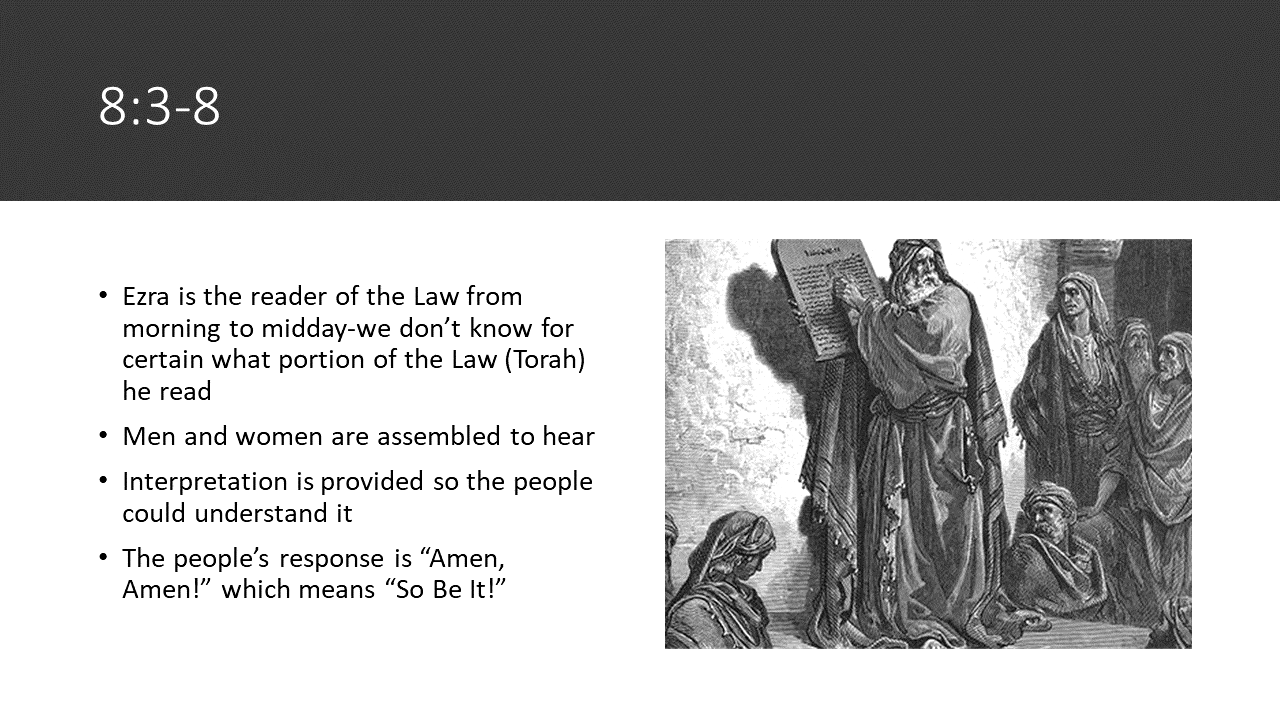 8:3-8
• Ezra is the reader of the Law from
morning to midday-we don’t know for
certain what portion of the Law (Torah)
he read
• Men and women are assembled to hear
• Interpretation is provided so the people
could understand it
• The people’s response is “Amen,
Amen!” which means “So Be It!”